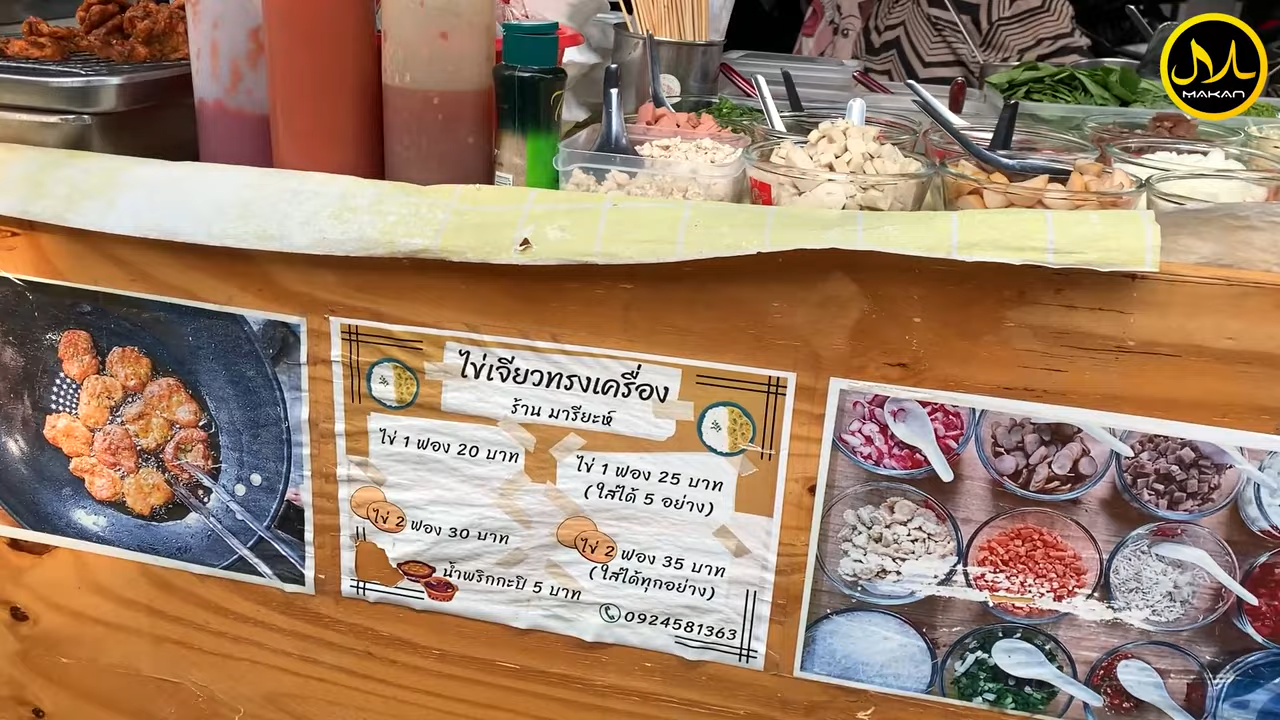 MAKAN
ไข่เจียวทรงเครื่อง
ร้าน มารียะห์
ไข่ 1 ฟอง 20 บาท
ไข่ 1 ฟอง 25 บาท
(ใส่ได้ 5 อย่าง)
ไข่ 2 ฟอง 30 บาท
ไข่ 2 ฟอง 35 บาท
(ใส่ได้ทุกอย่าง)
น้ำพริกกะปิ 5 บาท
0924581363